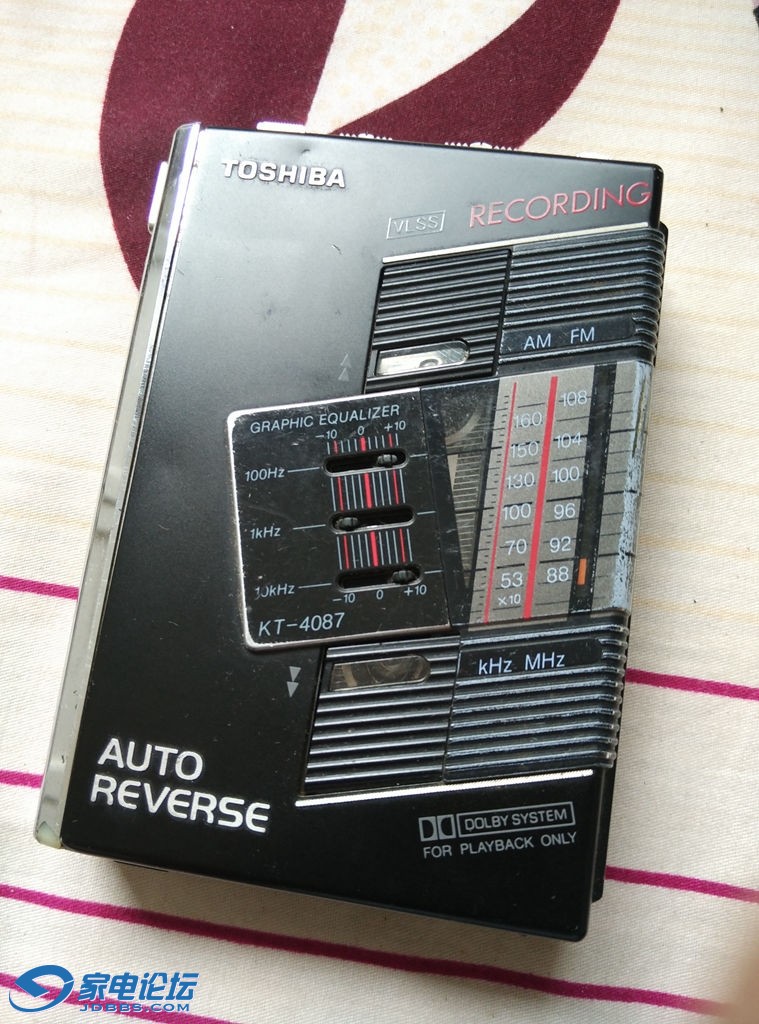 TOSHIBA
RECORDING
VLSS
AM FM
GRAPHIC EQUALIZER
-10 0 +10
100Hz
1kHz
10kHz
-10 0 +10
KT-4087
160 108
150 104
130 100
100 96
70 92
53 88
×10
kHz MHz
AUTO
REVERSE
DOLBY SYSTEM
FOR PLAYBACK ONLY
家电论坛
JDBBS.COM